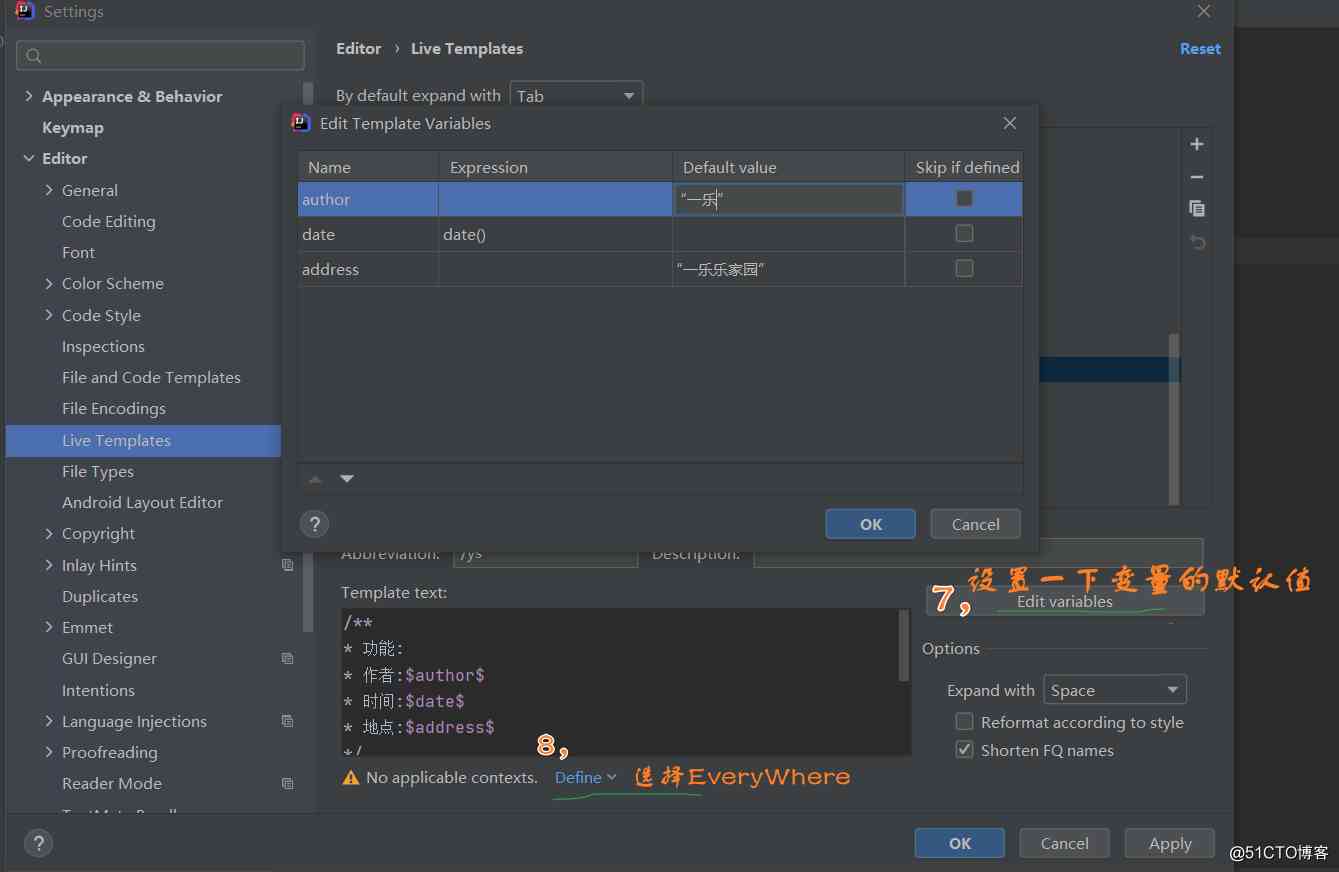 Settings
Editor › Live Templates
Reset
By default expand with Tab
Appearance & Behavior
Keymap
Editor
General
Code Editing
Font
Color Scheme
Code Style
Inspections
File and Code Templates
File Encodings
Live Templates
File Types
Android Layout Editor
Copyright
Inlay Hints
Duplicates
Emmet
GUI Designer
Intentions
Language Injections
Proofreading
Reader Mode
Edit Template Variables
Name Expression Default value Skip if defined
author “一乐”
date date()
address “一乐乐家园”
?
OK Cancel
Abbreviation: /ys Description:
7,设置一下变量的默认值
Edit variables
Template text:
/**
* 功能:
* 作者:$author$
* 时间:$date$
* 地点:$address$
*/
Options
Expand with Space
Reformat according to style
Shorten FQ names
8,
No applicable contexts. Define 选择EveryWhere
?
OK Cancel Apply
@51CTO博客